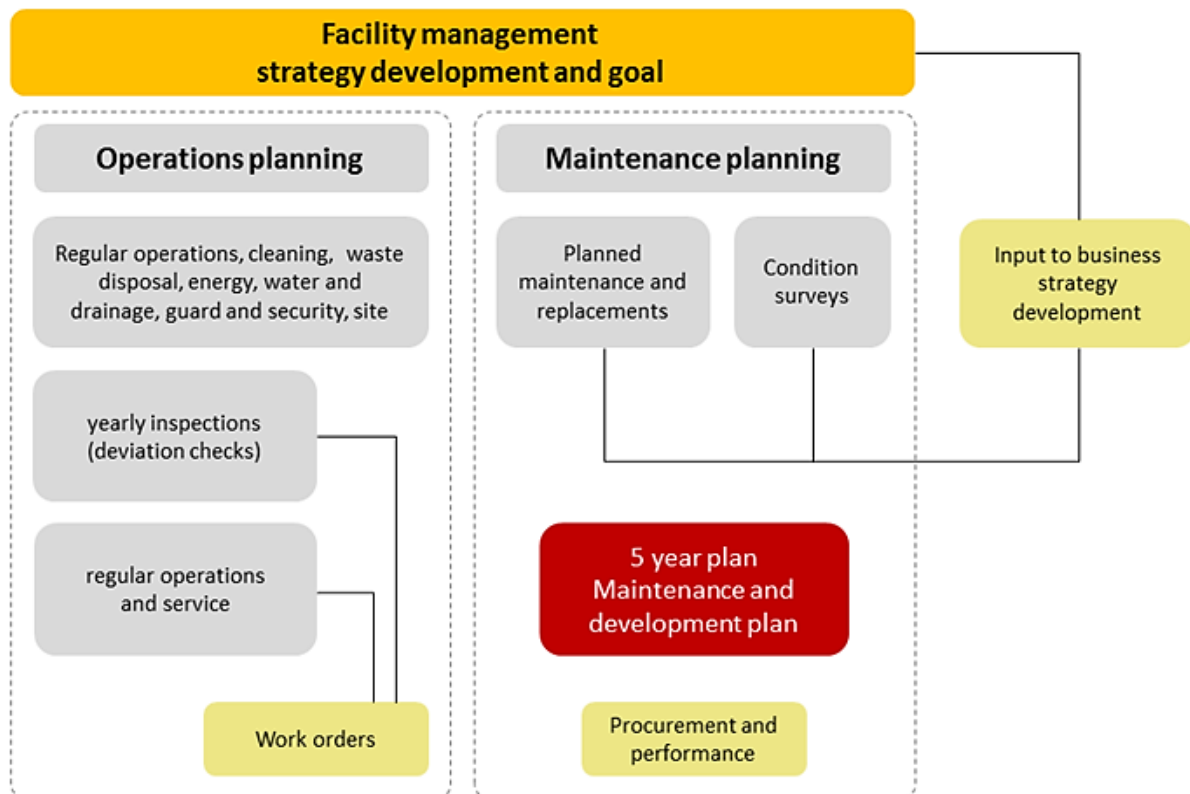 Facility management
strategy development and goal
Operations planning
Regular operations, cleaning, waste
disposal, energy, water and
drainage, guard and security, site
yearly inspections
(deviation checks)
regular operations
and service
Work orders
Maintenance planning
Planned
maintenance and
replacements
Condition
surveys
5 year plan
Maintenance and
development plan
Procurement and
performance
Input to business
strategy
development